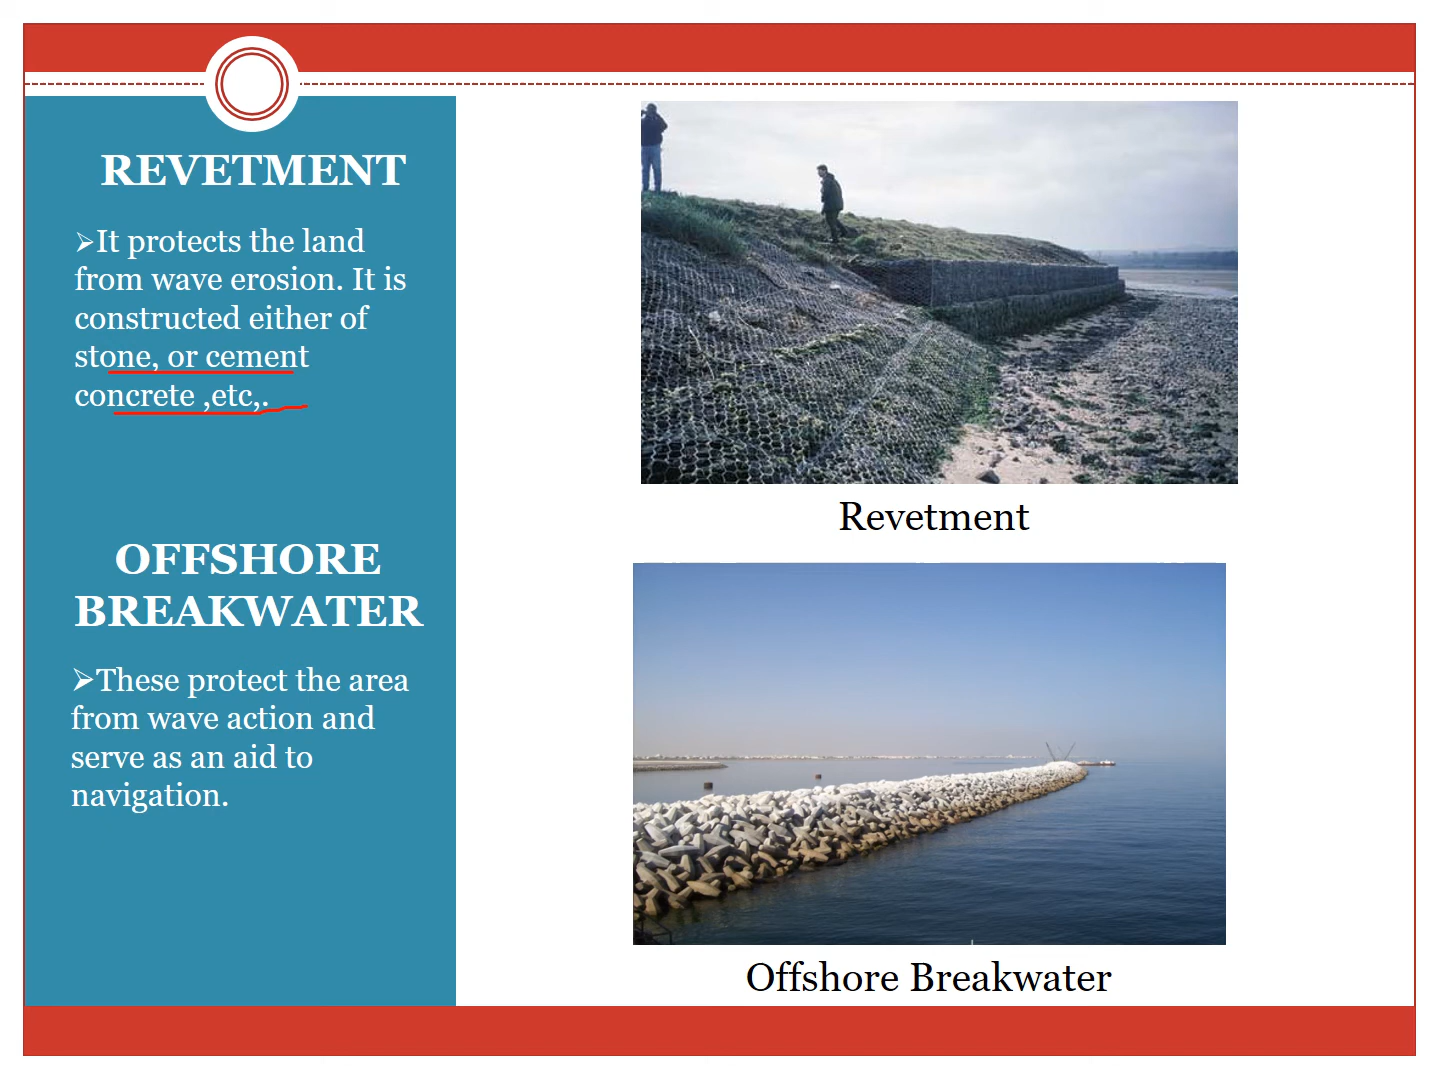 REVETMENT
➢It protects the land
from wave erosion. It is
constructed either of
stone, or cement
concrete ,etc,.
OFFSHORE
BREAKWATER
➢These protect the area
from wave action and
serve as an aid to
navigation.
Revetment
Offshore Breakwater